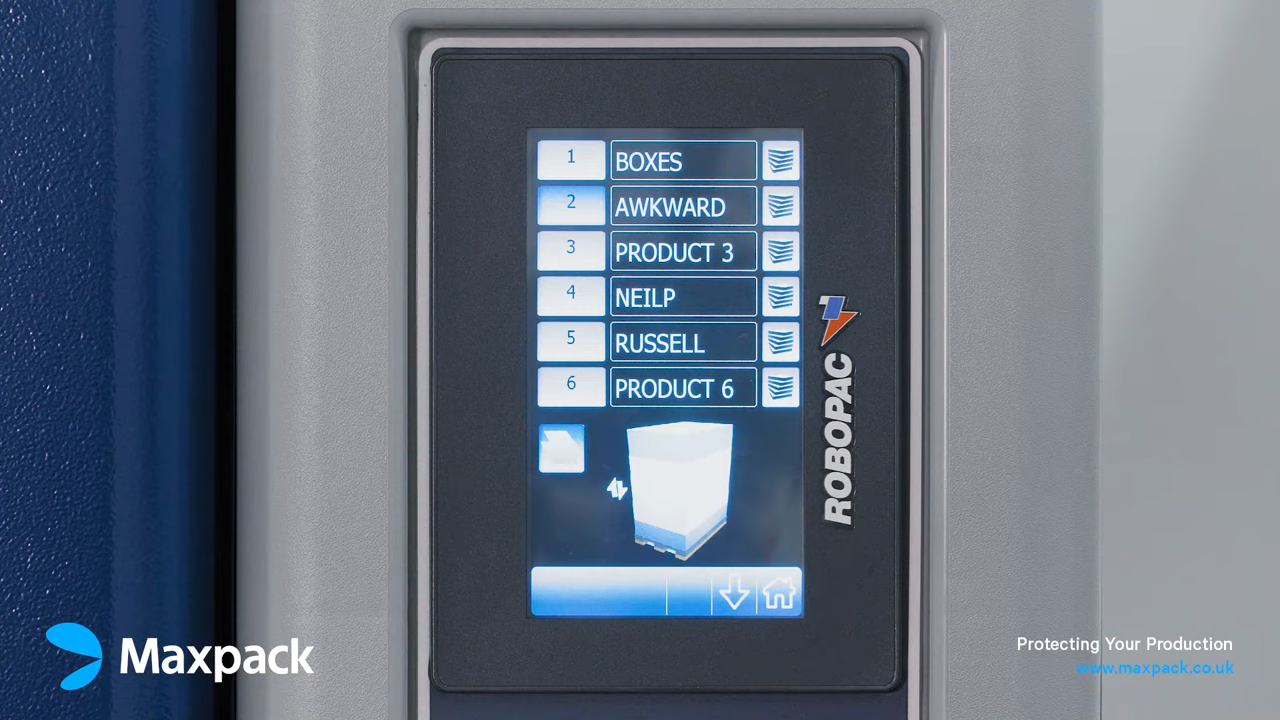 1 BOXES
2 AWKWARD
3 PRODUCT 3
4 NEILP
5 RUSSELL
6 PRODUCT 6
ROBOPAC
Maxpack
Protecting Your Production
www.maxpack.co.uk